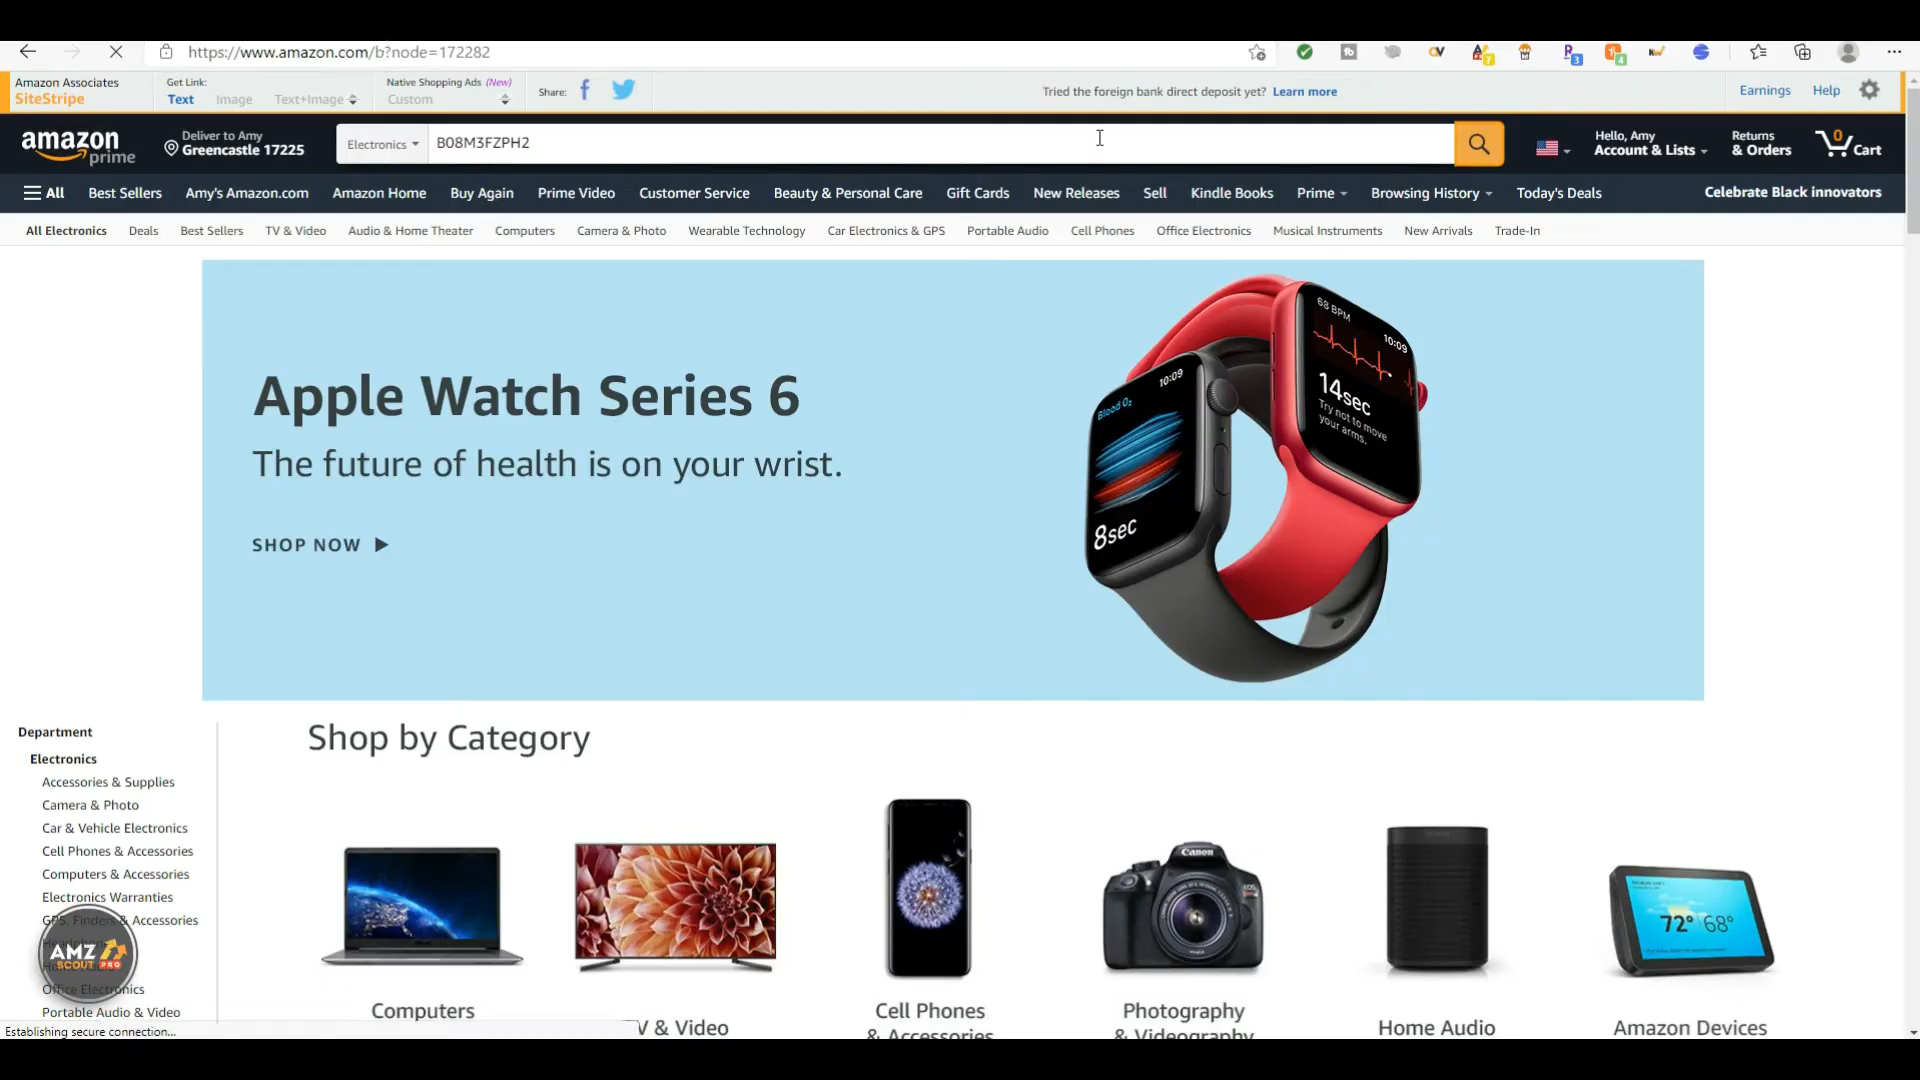 https://www.amazon.com/b?node=172282
7
3
4
Amazon Associates
SiteStripe
Get Link:
Text
Image
Text+Image
Native Shopping Ads (New)
Custom
Share:
Tried the foreign bank direct deposit yet? Learn more
Earnings
Help
amazon
prime
Deliver to Amy
Greencastle 17225
Electronics
B08M3FZPH2
Hello, Amy
Account & Lists
Returns
& Orders
0
Cart
All
Best Sellers
Amy's Amazon.com
Amazon Home
Buy Again
Prime Video
Customer Service
Beauty & Personal Care
Gift Cards
New Releases
Sell
Kindle Books
Prime
Browsing History
Today's Deals
Celebrate Black innovators
All Electronics
Deals
Best Sellers
TV & Video
Audio & Home Theater
Computers
Camera & Photo
Wearable Technology
Car Electronics & GPS
Portable Audio
Cell Phones
Office Electronics
Musical Instruments
New Arrivals
Trade-In
Apple Watch Series 6
The future of health is on your wrist.
SHOP NOW
68 BPM
10:09
14sec
Try not to move
your arms.
10:09
Blood O₂
8sec
Department
Electronics
Accessories & Supplies
Camera & Photo
Car & Vehicle Electronics
Cell Phones & Accessories
Computers & Accessories
Electronics Warranties
GPS, Finders & Accessories
Office Electronics
Portable Audio & Video
AMZ
SCOUT PRO
Shop by Category
Canon
EOS
72° 68°
Computers
V & Video
Cell Phones
& Accessories
Photography
& Videography
Home Audio
Amazon Devices
Establishing secure connection...